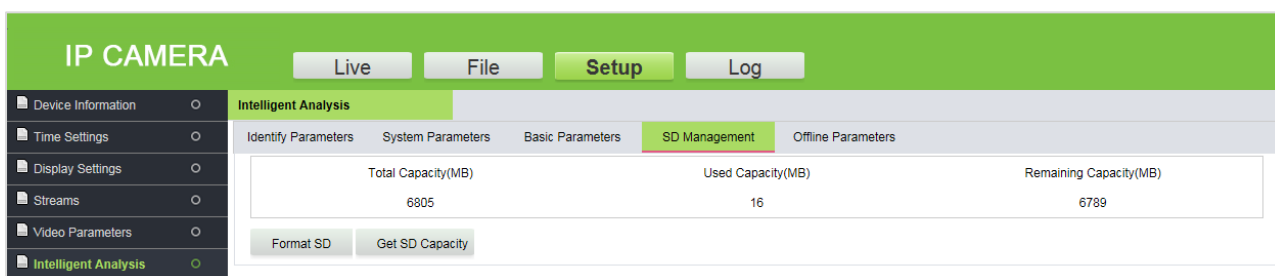 IP CAMERA
Live File Setup Log
Device Information
Time Settings
Display Settings
Streams
Video Parameters
Intelligent Analysis
Intelligent Analysis
Identify Parameters System Parameters Basic Parameters SD Management Offline Parameters
Total Capacity(MB) Used Capacity(MB) Remaining Capacity(MB)
6805 16 6789
Format SD Get SD Capacity